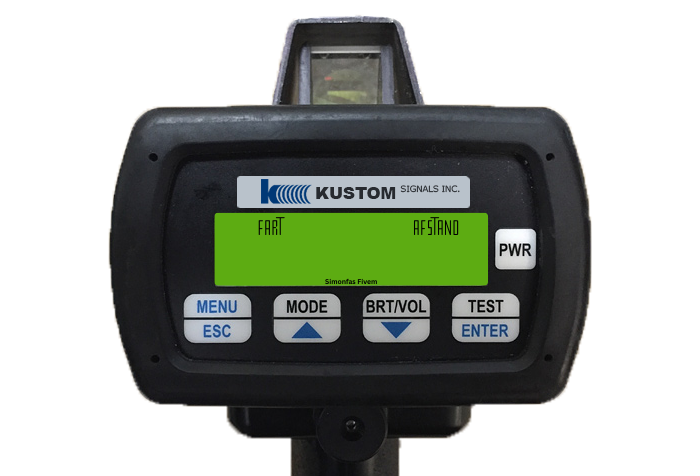 KUSTOM SIGNALS INC.
FART AFSTAND
PWR
Simonfas Fivem
MENU MODE BRT/VOL TEST
ESC ENTER